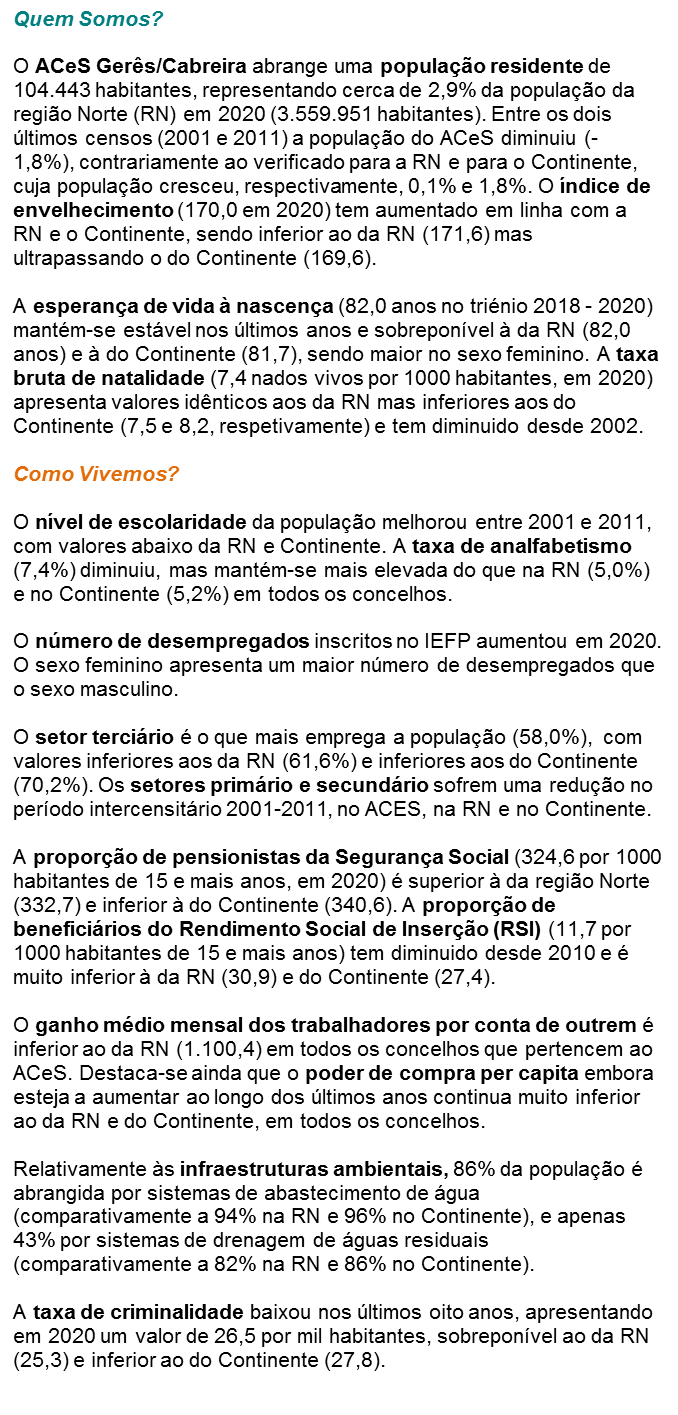 Quem Somos?
O ACeS Gerês/Cabreira abrange uma população residente de
104.443 habitantes, representando cerca de 2,9% da população da
região Norte (RN) em 2020 (3.559.951 habitantes). Entre os dois
últimos censos (2001 e 2011) a população do ACeS diminuiu (-
1,8%), contrariamente ao verificado para a RN e para o Continente,
cuja população cresceu, respectivamente, 0,1% e 1,8%. O índice de
envelhecimento (170,0 em 2020) tem aumentado em linha com a
RN e o Continente, sendo inferior ao da RN (171,6) mas
ultrapassando o do Continente (169,6).
A esperança de vida à nascença (82,0 anos no triénio 2018 - 2020)
mantém-se estável nos últimos anos e sobreponível à da RN (82,0
anos) e à do Continente (81,7), sendo maior no sexo feminino. A taxa
bruta de natalidade (7,4 nados vivos por 1000 habitantes, em 2020)
apresenta valores idênticos aos da RN mas inferiores aos do
Continente (7,5 e 8,2, respetivamente) e tem diminuido desde 2002.
Como Vivemos?
O nível de escolaridade da população melhorou entre 2001 e 2011,
com valores abaixo da RN e Continente. A taxa de analfabetismo
(7,4%) diminuiu, mas mantém-se mais elevada do que na RN (5,0%)
e no Continente (5,2%) em todos os concelhos.
O número de desempregados inscritos no IEFP aumentou em 2020.
O sexo feminino apresenta um maior número de desempregados que
o sexo masculino.
O setor terciário é o que mais emprega a população (58,0%), com
valores inferiores aos da RN (61,6%) e inferiores aos do Continente
(70,2%). Os setores primário e secundário sofrem uma redução no
período intercensitário 2001-2011, no ACES, na RN e no Continente.
A proporção de pensionistas da Segurança Social (324,6 por 1000
habitantes de 15 e mais anos, em 2020) é superior à da região Norte
(332,7) e inferior à do Continente (340,6). A proporção de
beneficiários do Rendimento Social de Inserção (RSI) (11,7 por
1000 habitantes de 15 e mais anos) tem diminuido desde 2010 e é
muito inferior à da RN (30,9) e do Continente (27,4).
O ganho médio mensal dos trabalhadores por conta de outrem é
inferior ao da RN (1.100,4) em todos os concelhos que pertencem ao
ACeS. Destaca-se ainda que o poder de compra per capita embora
esteja a aumentar ao longo dos últimos anos continua muito inferior
ao da RN e do Continente, em todos os concelhos.
Relativamente às infraestruturas ambientais, 86% da população é
abrangida por sistemas de abastecimento de água
(comparativamente a 94% na RN e 96% no Continente), e apenas
43% por sistemas de drenagem de águas residuais
(comparativamente a 82% na RN e 86% no Continente).
A taxa de criminalidade baixou nos últimos oito anos, apresentando
em 2020 um valor de 26,5 por mil habitantes, sobreponível ao da RN
(25,3) e inferior ao do Continente (27,8).